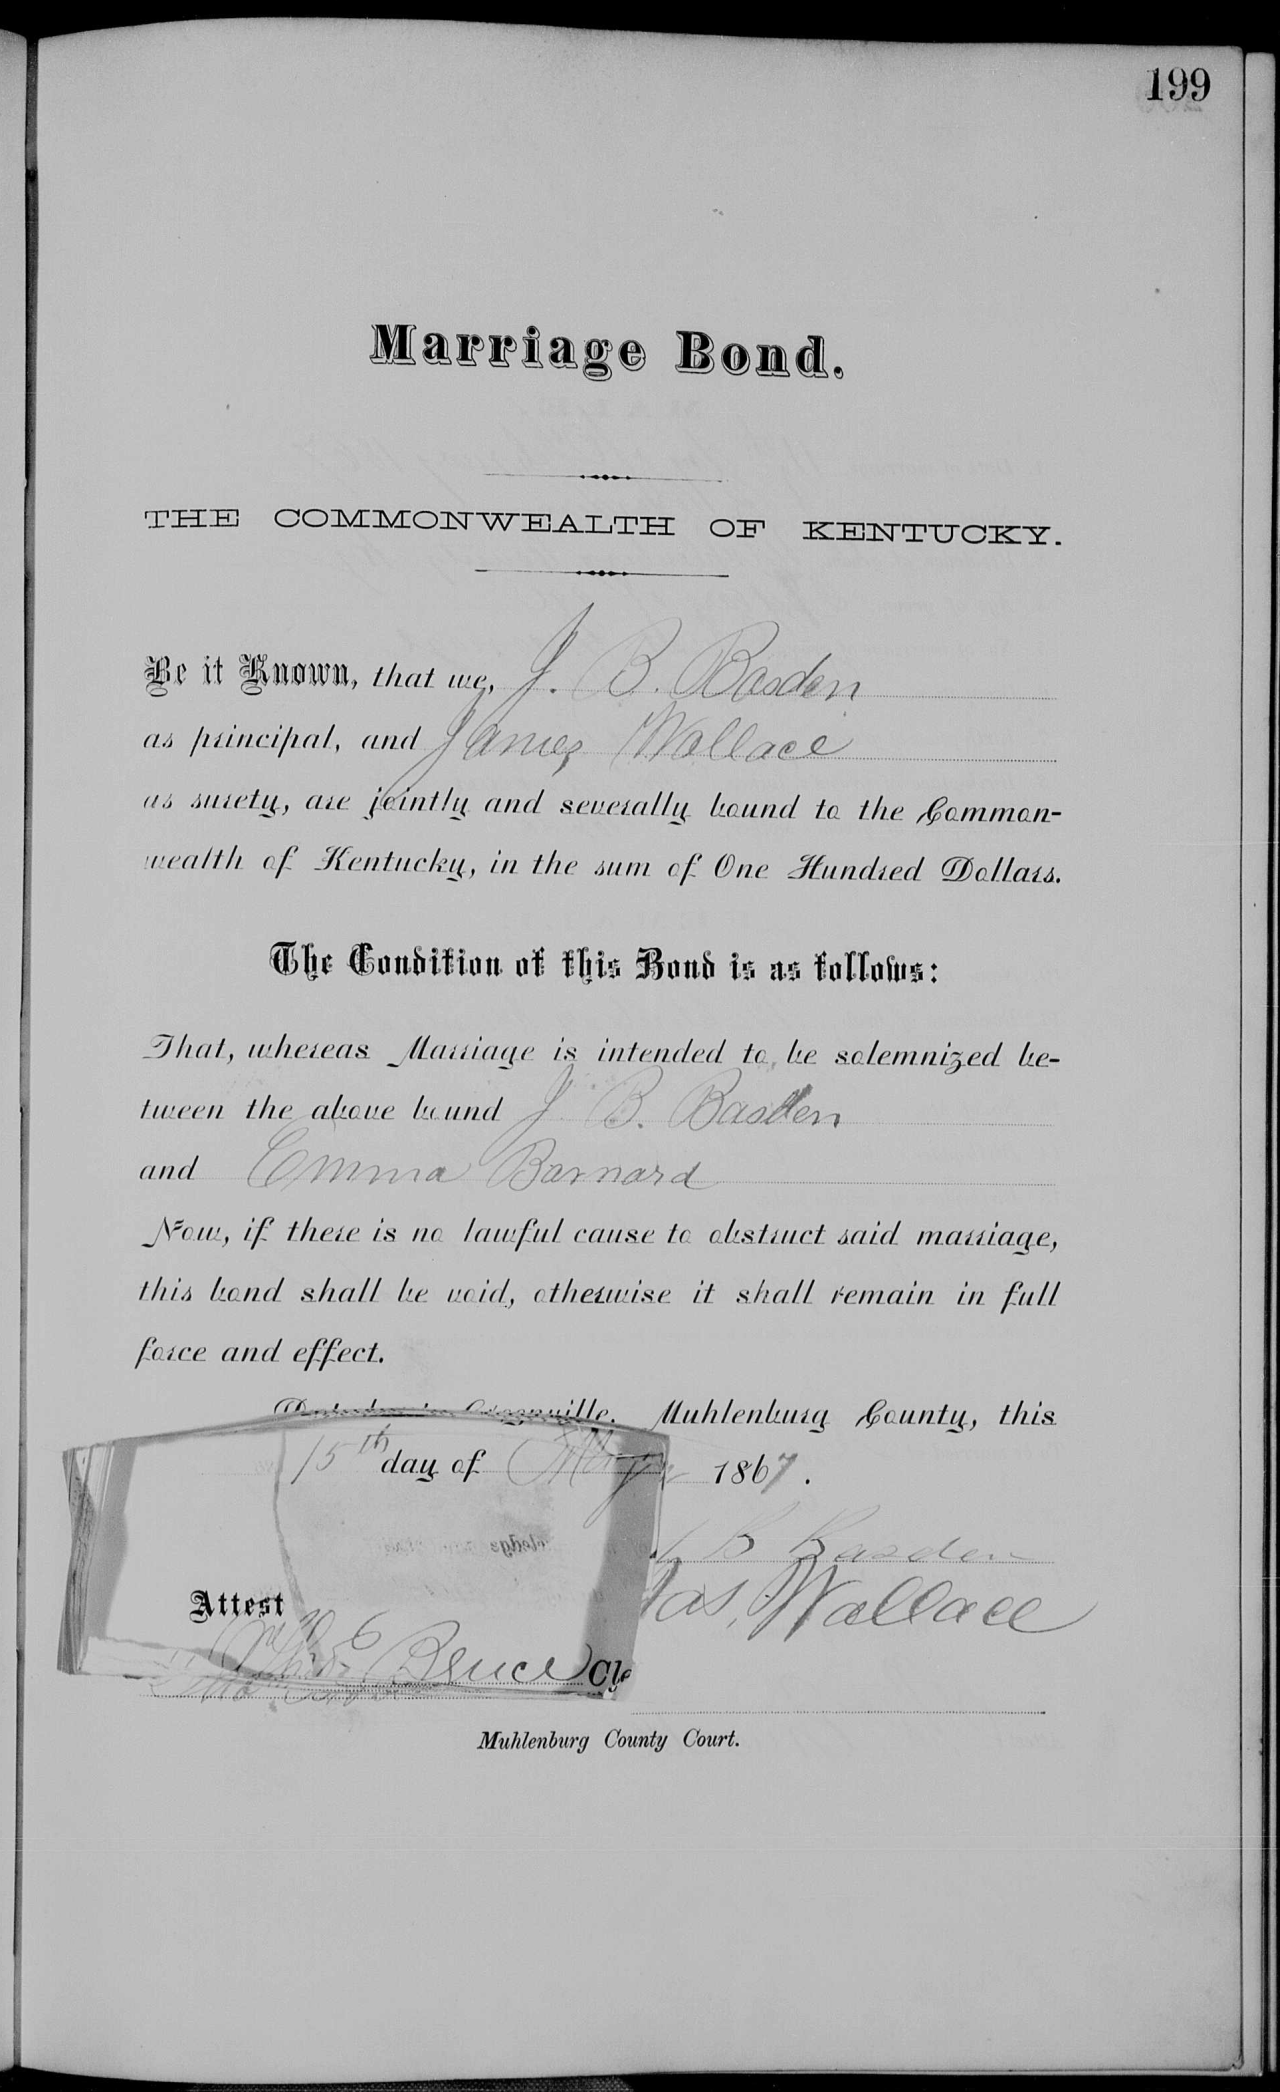 199
Marriage Bond.
THE COMMONWEALTH OF KENTUCKY.
Be it Known, that we, J. B. Basden
as principal, and James Wallace
as surety, are jointly and severally bound to the Common-
wealth of Kentucky, in the sum of One Hundred Dollars.
The Condition of this Bond is as follows:
That, whereas Marriage is intended to be solemnized be-
tween the above bound J B. Basden
and Emma Barnard
Now, if there is no lawful cause to obstruct said marriage,
this bond shall be void, otherwise it shall remain in full
force and effect.
Greenville, Muhlenburg County, this
15th day of 1867.
B Basden
Jas. Wallace
Attest
Bruce Cle
Muhlenburg County Court.